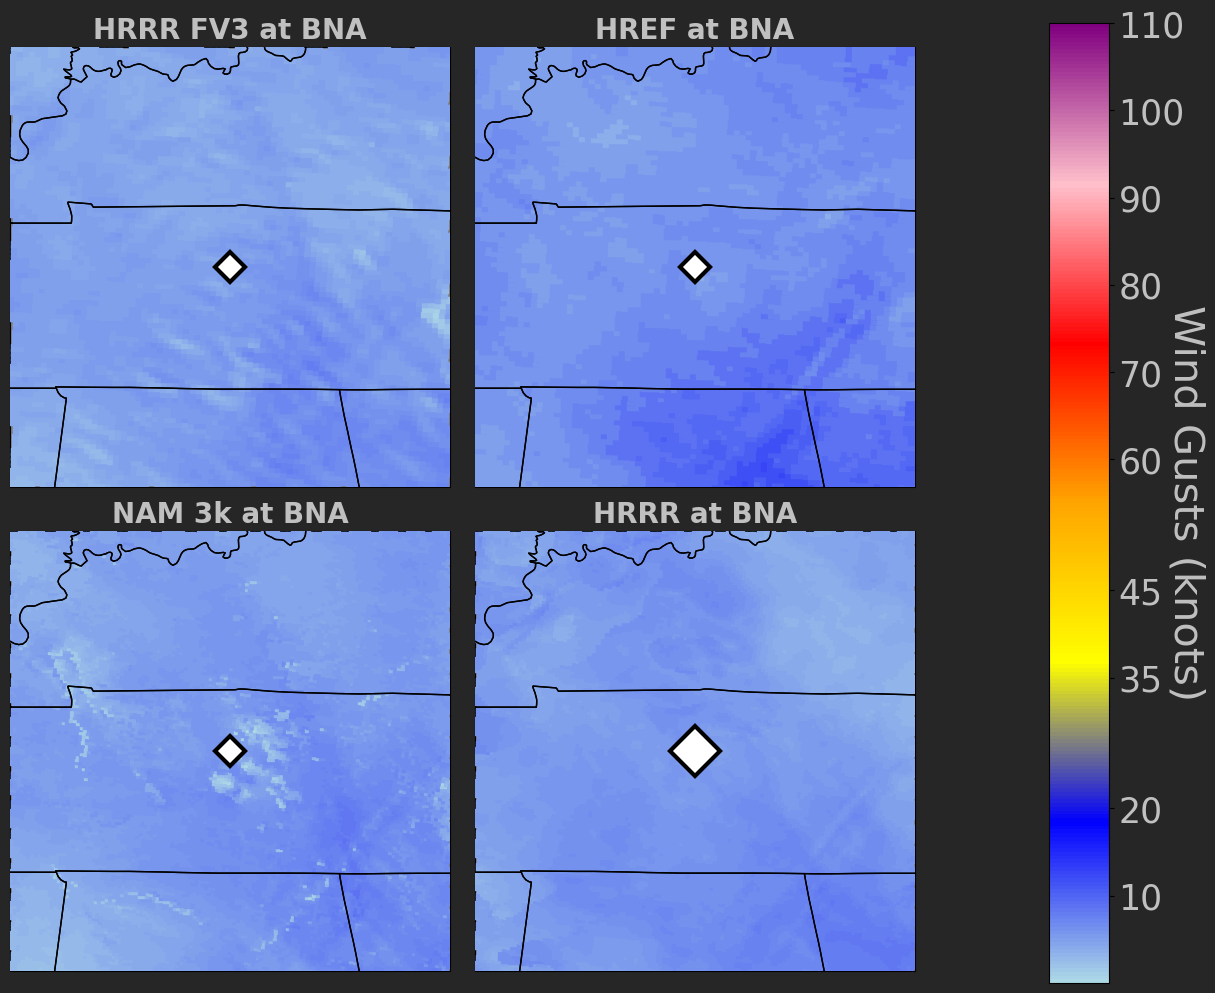 HRRR FV3 at BNA
HREF at BNA
NAM 3k at BNA
HRRR at BNA
110
100
90
80
70
60
45
35
20
10
Wind Gusts (knots)